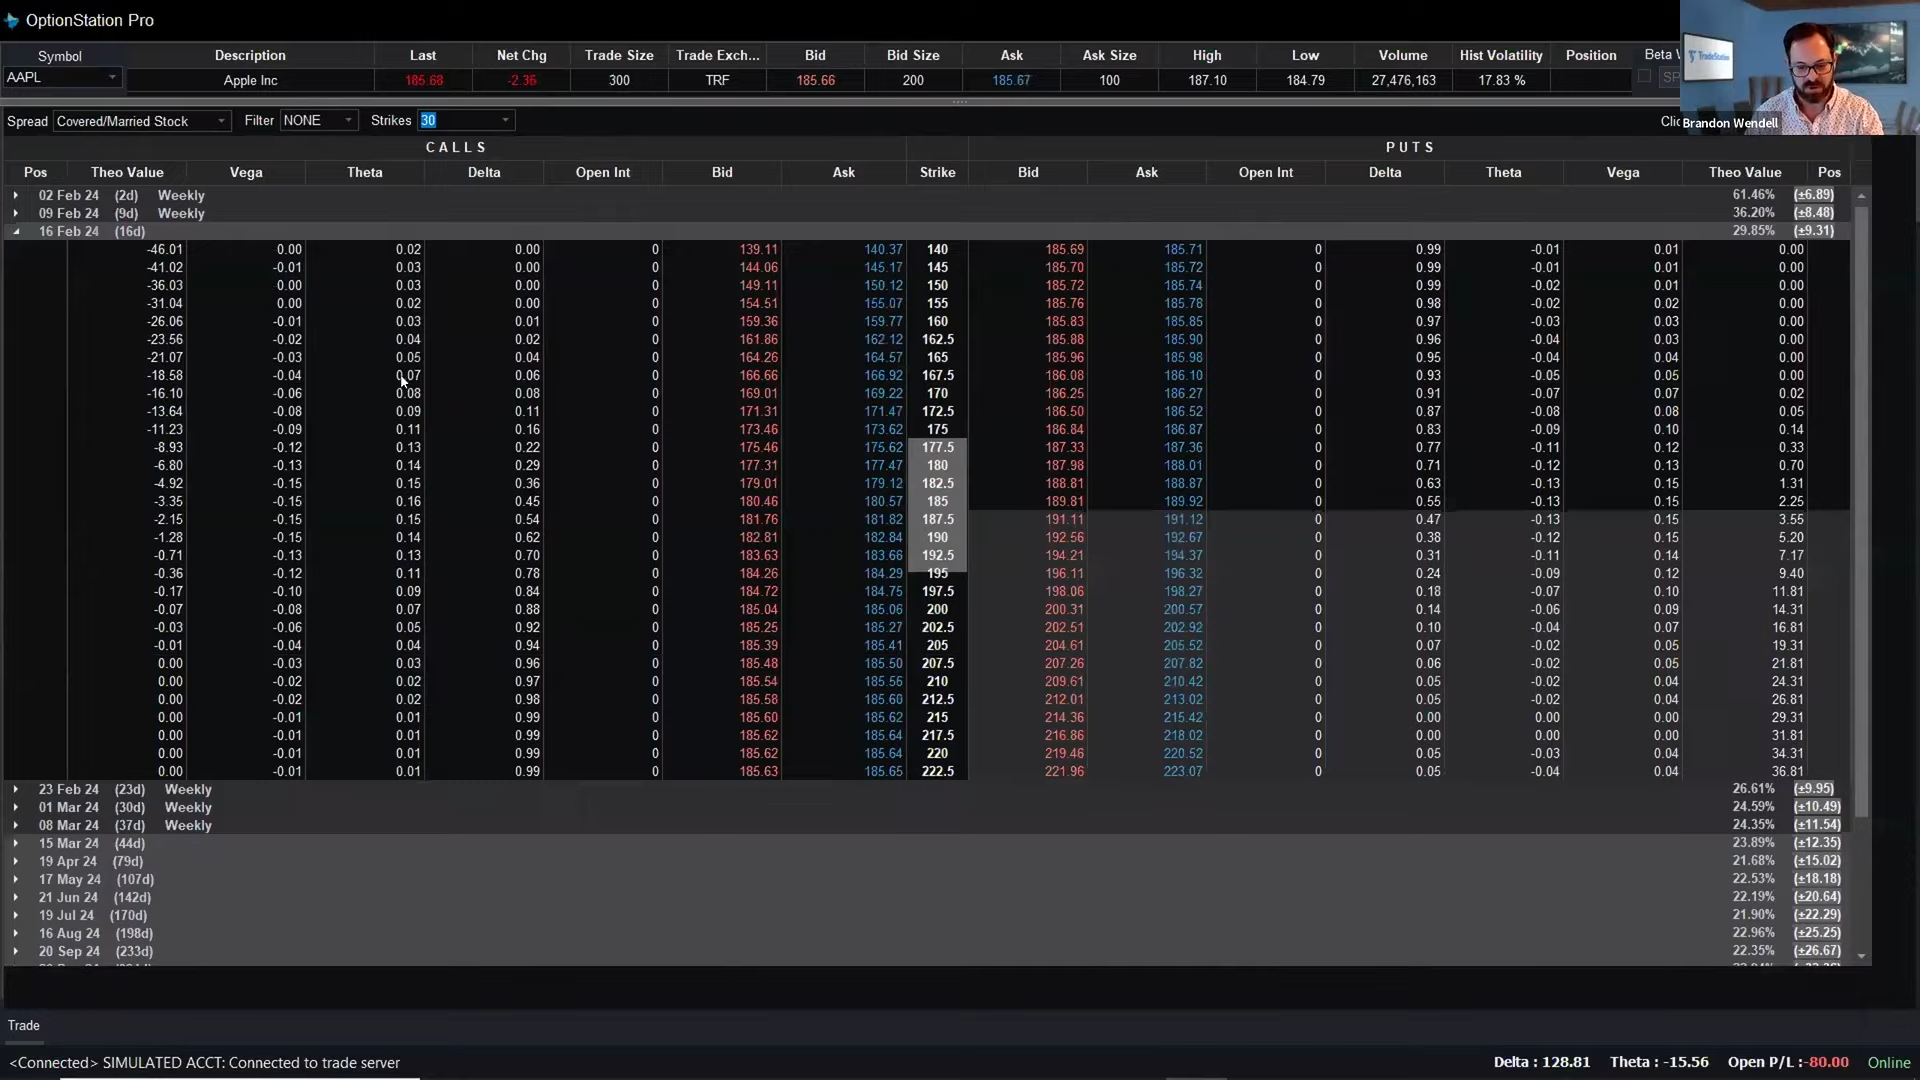 OptionStation Pro
Symbol Description Last Net Chg Trade Size Trade Exch... Bid Bid Size Ask Ask Size High Low Volume Hist Volatility Position Beta
AAPL Apple Inc 185.68 -2.36 300 TRF 185.66 200 185.67 100 187.10 184.79 27,476,163 17.83 %
TradeStation
Spread Covered/Married Stock Filter NONE Strikes 30 Brandon Wendell
CALLS PUTS
Pos Theo Value Vega Theta Delta Open Int Bid Ask Strike Bid Ask Open Int Delta Theta Vega Theo Value Pos
02 Feb 24 (2d) Weekly 61.46% (±6.89)
09 Feb 24 (9d) Weekly 36.20% (±8.48)
16 Feb 24 (16d) 29.85% (±9.31)
-46.01 0.00 0.02 0.00 0 139.11 140.37 140 185.69 185.71 0 0.99 -0.01 0.01 0.00
-41.02 -0.01 0.03 0.00 0 144.06 145.17 145 185.70 185.72 0 0.99 -0.01 0.01 0.00
-36.03 0.00 0.03 0.00 0 149.11 150.12 150 185.72 185.74 0 0.99 -0.02 0.01 0.00
-31.04 0.00 0.02 0.00 0 154.51 155.07 155 185.76 185.78 0 0.98 -0.02 0.02 0.00
-26.06 -0.01 0.03 0.01 0 159.36 159.77 160 185.83 185.85 0 0.97 -0.03 0.03 0.00
-23.56 -0.02 0.04 0.02 0 161.86 162.12 162.5 185.88 185.90 0 0.96 -0.04 0.03 0.00
-21.07 -0.03 0.05 0.04 0 164.26 164.57 165 185.96 185.98 0 0.95 -0.04 0.04 0.00
-18.58 -0.04 0.07 0.06 0 166.66 166.92 167.5 186.08 186.10 0 0.93 -0.05 0.05 0.00
-16.10 -0.06 0.08 0.08 0 169.01 169.22 170 186.25 186.27 0 0.91 -0.07 0.07 0.02
-13.64 -0.08 0.09 0.11 0 171.31 171.47 172.5 186.50 186.52 0 0.87 -0.08 0.08 0.05
-11.23 -0.09 0.11 0.16 0 173.46 173.62 175 186.84 186.87 0 0.83 -0.09 0.10 0.14
-8.93 -0.12 0.13 0.22 0 175.46 175.62 177.5 187.33 187.36 0 0.77 -0.11 0.12 0.33
-6.80 -0.13 0.14 0.29 0 177.31 177.47 180 187.98 188.01 0 0.71 -0.12 0.13 0.70
-4.92 -0.15 0.15 0.36 0 179.01 179.12 182.5 188.81 188.87 0 0.63 -0.13 0.15 1.31
-3.35 -0.15 0.16 0.45 0 180.46 180.57 185 189.81 189.92 0 0.55 -0.13 0.15 2.25
-2.15 -0.15 0.15 0.54 0 181.76 181.82 187.5 191.11 191.12 0 0.47 -0.13 0.15 3.55
-1.28 -0.15 0.14 0.62 0 182.81 182.84 190 192.56 192.67 0 0.38 -0.12 0.15 5.20
-0.71 -0.13 0.13 0.70 0 183.63 183.66 192.5 194.21 194.37 0 0.31 -0.11 0.14 7.17
-0.36 -0.12 0.11 0.78 0 184.26 184.29 195 196.11 196.32 0 0.24 -0.09 0.12 9.40
-0.17 -0.10 0.09 0.84 0 184.72 184.75 197.5 198.06 198.27 0 0.18 -0.07 0.10 11.81
-0.07 -0.08 0.07 0.88 0 185.04 185.06 200 200.31 200.57 0 0.14 -0.06 0.09 14.31
-0.03 -0.06 0.05 0.92 0 185.25 185.27 202.5 202.51 202.92 0 0.10 -0.04 0.07 16.81
-0.01 -0.04 0.04 0.94 0 185.39 185.41 205 204.61 205.52 0 0.07 -0.02 0.05 19.31
0.00 -0.03 0.03 0.96 0 185.48 185.50 207.5 207.26 207.82 0 0.06 -0.02 0.05 21.81
0.00 -0.02 0.02 0.97 0 185.54 185.56 210 209.61 210.42 0 0.05 -0.02 0.04 24.31
0.00 -0.02 0.02 0.98 0 185.58 185.60 212.5 212.01 213.02 0 0.05 -0.02 0.04 26.81
0.00 -0.01 0.01 0.99 0 185.60 185.62 215 214.36 215.42 0 0.00 0.00 0.00 29.31
0.00 -0.01 0.01 0.99 0 185.62 185.64 217.5 216.86 218.02 0 0.00 0.00 0.00 31.81
0.00 -0.01 0.01 0.99 0 185.62 185.64 220 219.46 220.52 0 0.05 -0.03 0.04 34.31
0.00 -0.01 0.01 0.99 0 185.63 185.65 222.5 221.96 223.07 0 0.05 -0.04 0.04 36.81
23 Feb 24 (23d) Weekly 26.61% (±9.95)
01 Mar 24 (30d) Weekly 24.59% (±10.49)
08 Mar 24 (37d) Weekly 24.35% (±11.54)
15 Mar 24 (44d) 23.89% (±12.35)
19 Apr 24 (79d) 21.68% (±15.02)
17 May 24 (107d) 22.53% (±18.18)
21 Jun 24 (142d) 22.19% (±20.64)
19 Jul 24 (170d) 21.90% (±22.29)
16 Aug 24 (198d) 22.96% (±25.25)
20 Sep 24 (233d) 22.35% (±26.67)
Trade
<Connected> SIMULATED ACCT: Connected to trade server Delta : 128.81 Theta : -15.56 Open P/L :-80.00 Online